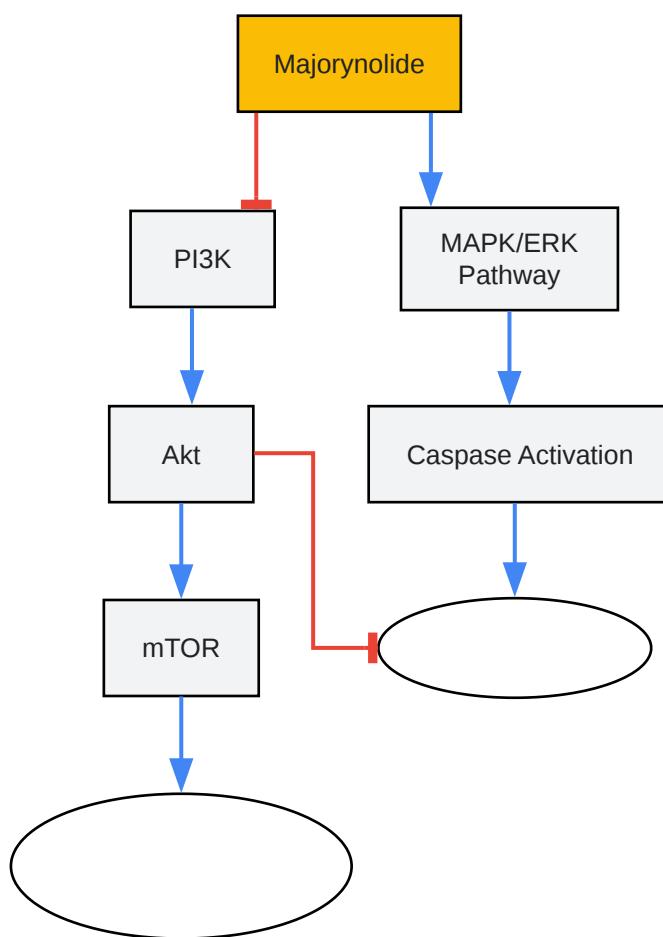 Majorynolide
PI3K
MAPK/ERK
Pathway
Akt
Caspase Activation
mTOR